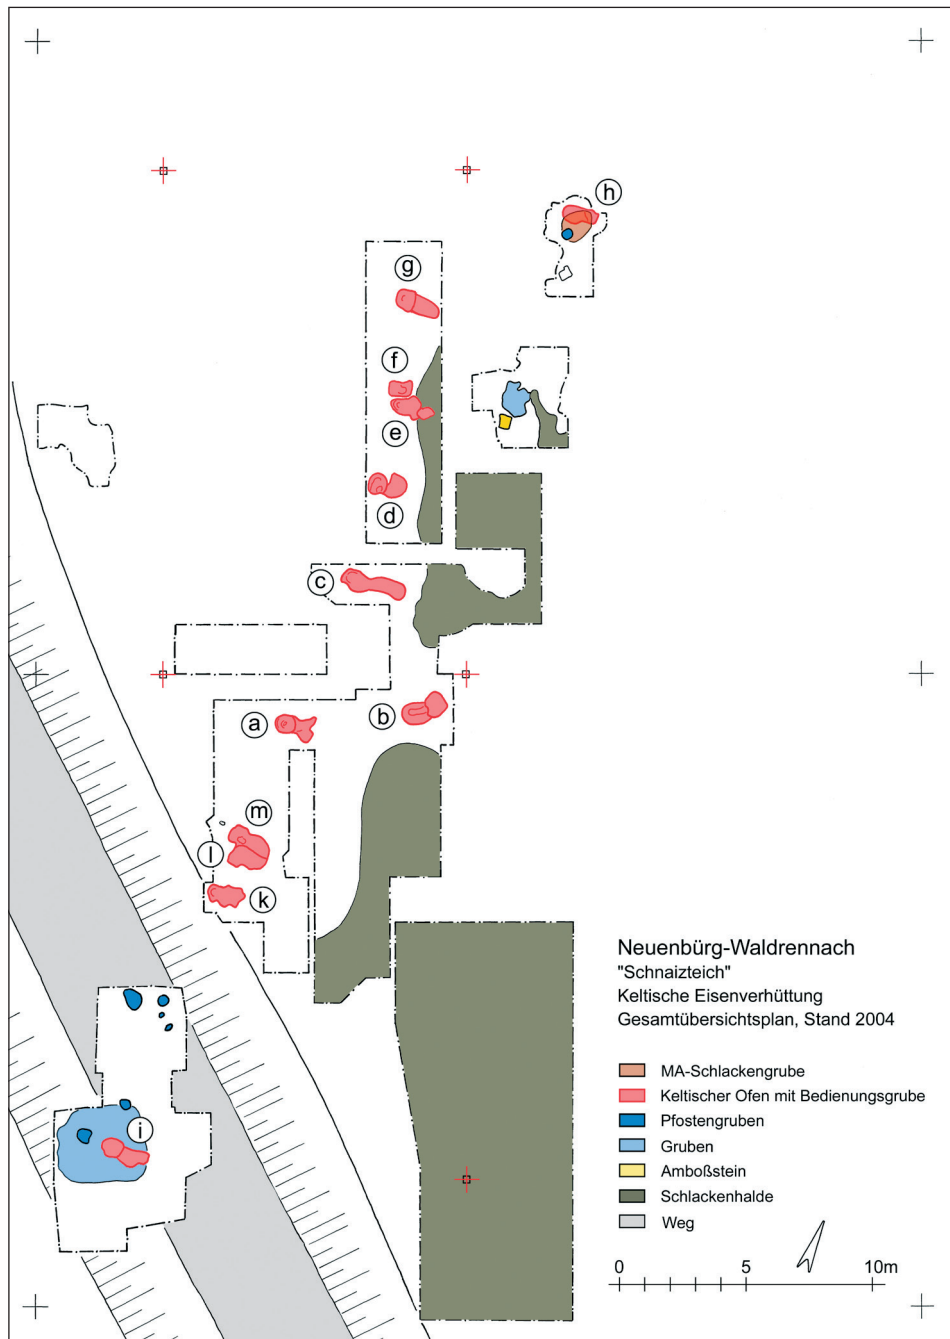 h
g
f
e
d
c
a
b
m
l
k
i
Neuenbürg-Waldrennach
"Schnaizteich"
Keltische Eisenverhüttung
Gesamtübersichtsplan, Stand 2004
MA-Schlackengrube
Keltischer Ofen mit Bedienungsgrube
Pfostengruben
Gruben
Amboßstein
Schlackenhalde
Weg
0 5 10m